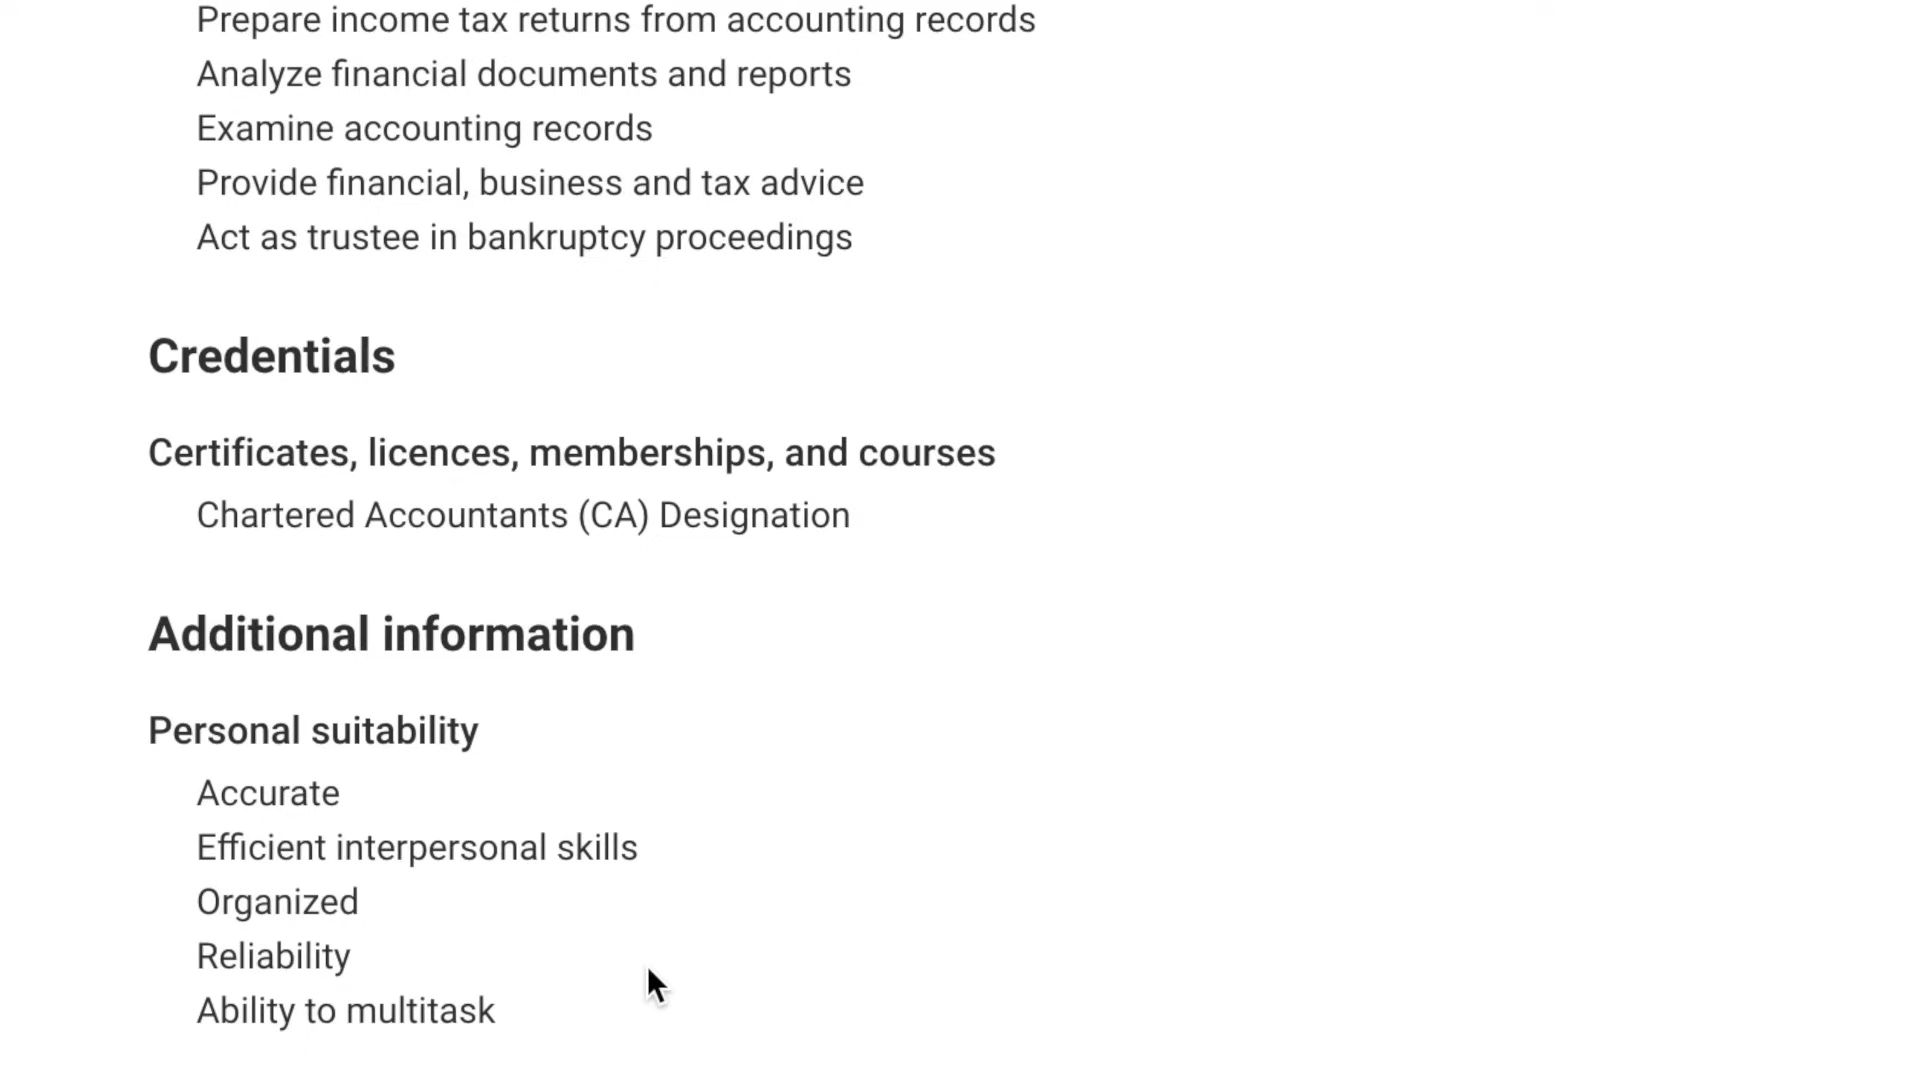 Prepare income tax returns from accounting records
Analyze financial documents and reports
Examine accounting records
Provide financial, business and tax advice
Act as trustee in bankruptcy proceedings
Credentials
Certificates, licences, memberships, and courses
Chartered Accountants (CA) Designation
Additional information
Personal suitability
Accurate
Efficient interpersonal skills
Organized
Reliability
Ability to multitask